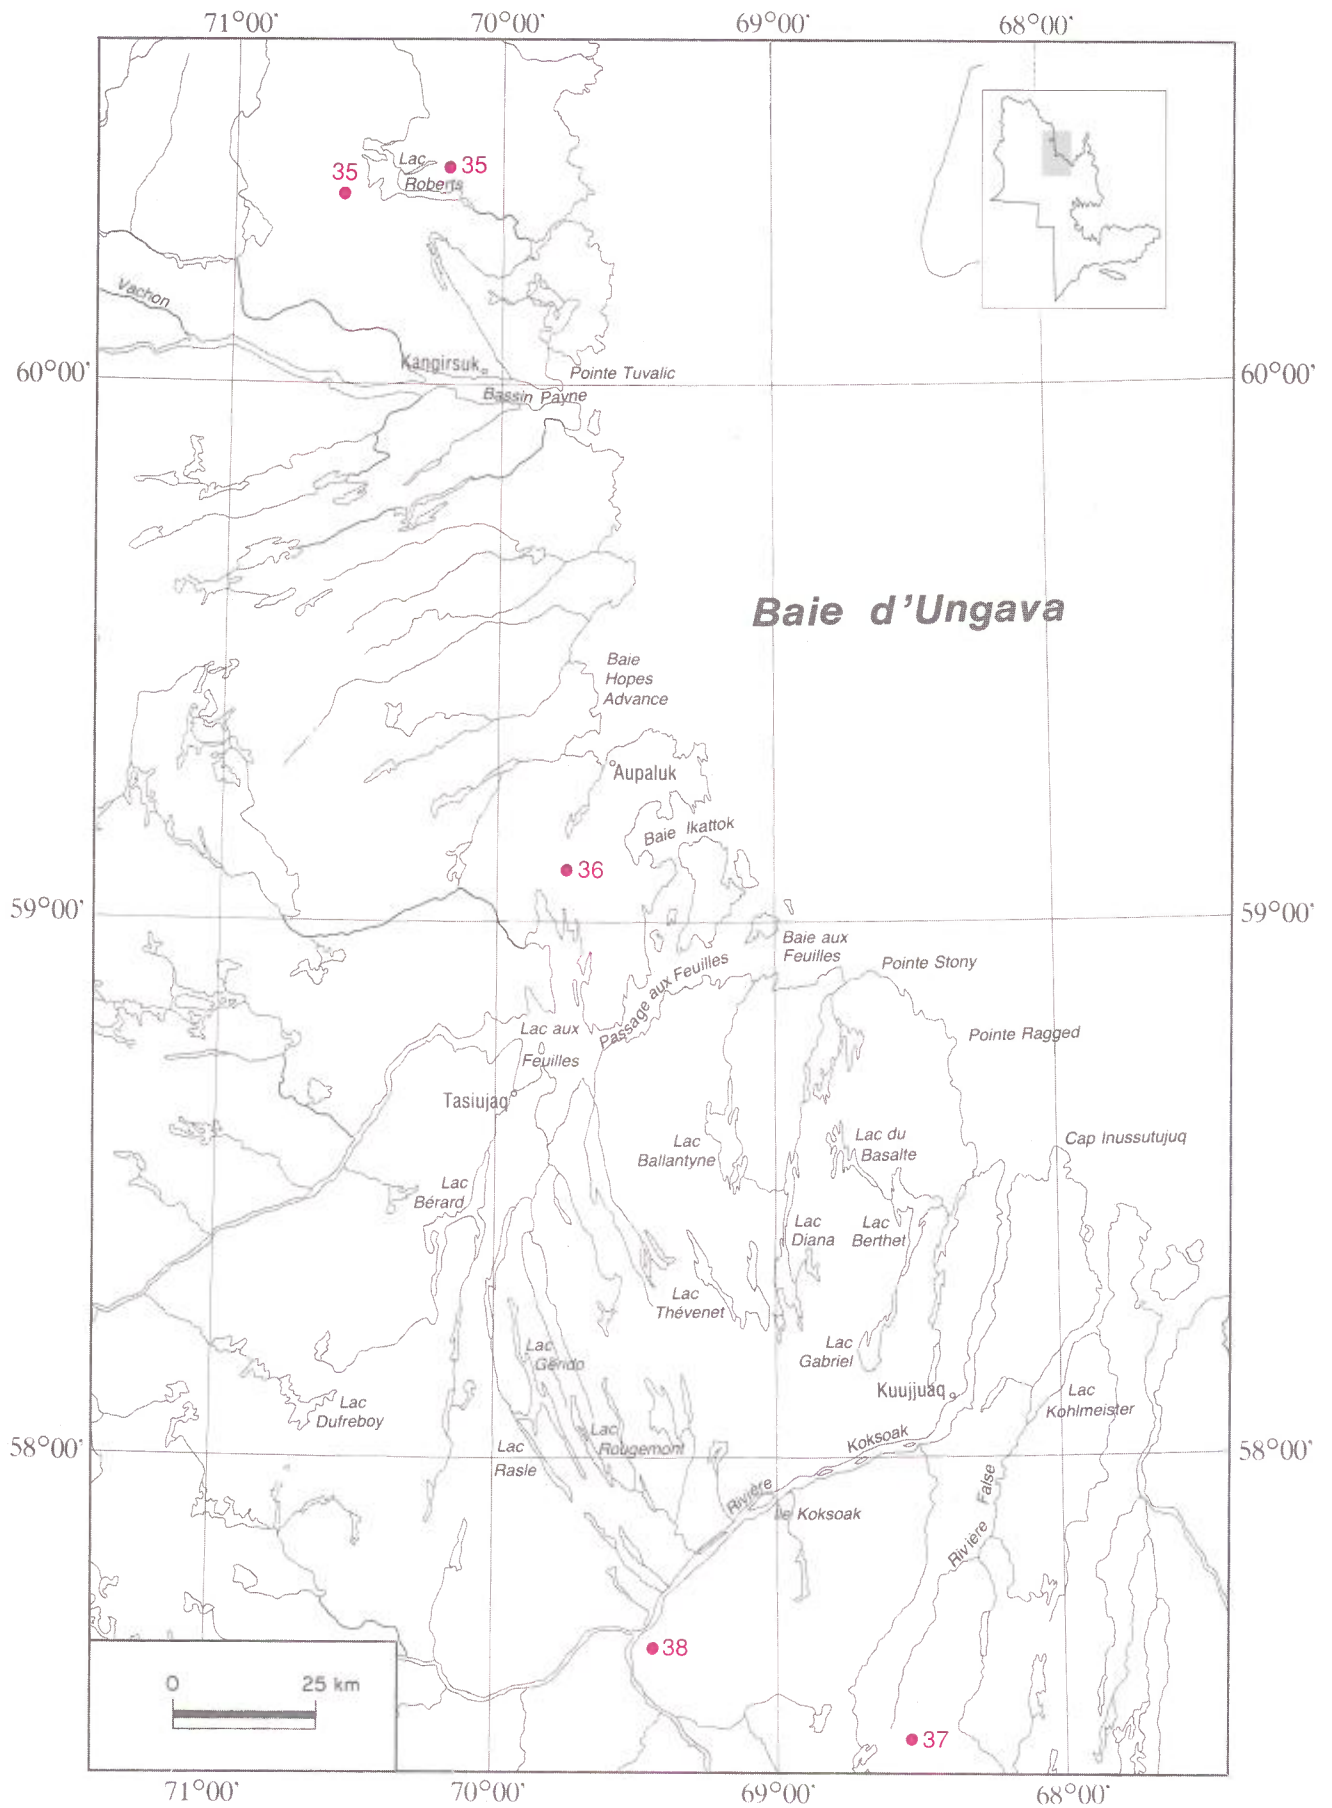 71°00'
70°00'
69°00'
68°00'
Lac
Roberts
35
35
Vachon
Kangirsuk
Pointe Tuvalic
60°00'
60°00'
Bassin Payne
Baie d'Ungava
Baie
Hopes
Advance
Aupaluk
Baie Ikattok
36
59°00'
59°00'
Baie aux
Feuilles
Pointe Stony
Passage aux Feuilles
Pointe Ragged
Lac aux
Feuilles
Tasiujaq
Lac
Ballantyne
Lac du
Basalte
Cap Inussutujuq
Lac
Bérard
Lac
Diana
Lac
Berthet
Lac
Thévenet
Lac
Gérido
Lac
Gabriel
Kuujjuaq
Lac
Kohlmeister
Lac
Dufreboy
Lac
Rougemont
Koksoak
Lac
Rasle
58°00'
58°00'
Rivière
Ile Koksoak
Rivière False
38
37
0
25 km
71°00'
70°00'
69°00'
68°00'